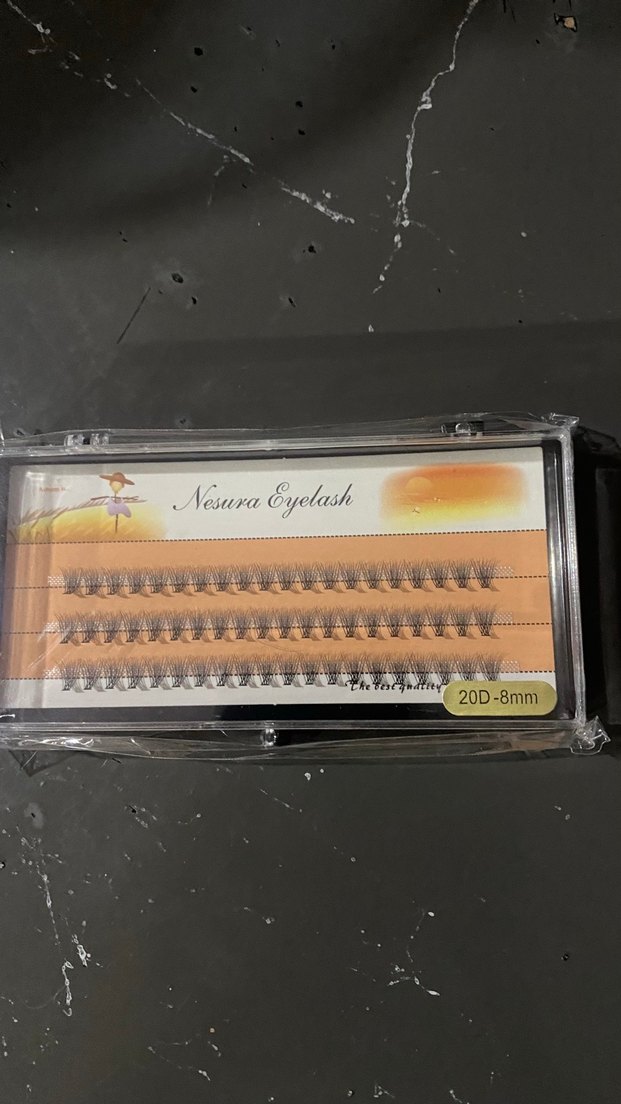 Nesura Eyelash
The best quality
20D-8mm